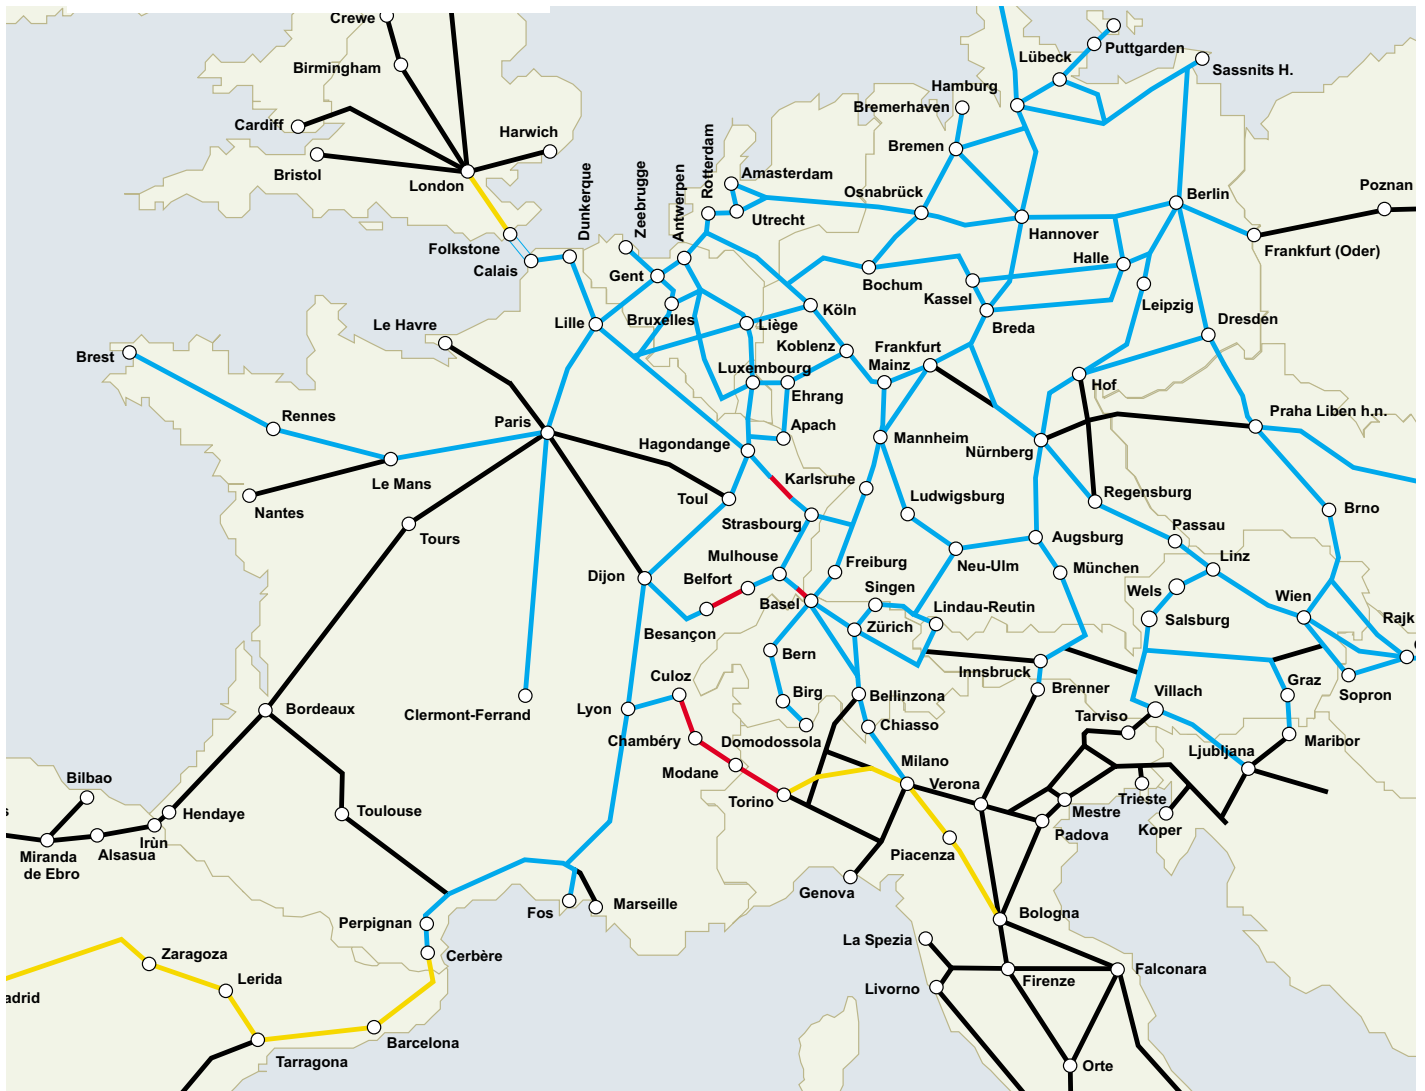 Crewe
Puttgarden
Lübeck
Sassnits H.
Birmingham
Hamburg
Bremerhaven
Cardiff
Harwich
Bremen
Bristol
London
Dunkerque
Zeebrugge
Antwerpen
Rotterdam
Amasterdam
Osnabrück
Berlin
Poznan
Utrecht
Hannover
Folkstone
Calais
Frankfurt (Oder)
Gent
Halle
Bochum
Kassel
Leipzig
Le Havre
Lille
Bruxelles
Liège
Köln
Breda
Dresden
Brest
Koblenz
Frankfurt
Luxembourg
Mainz
Ehrang
Hof
Rennes
Paris
Apach
Praha Liben h.n.
Hagondange
Mannheim
Nürnberg
Le Mans
Karlsruhe
Nantes
Toul
Ludwigsburg
Regensburg
Strasbourg
Brno
Tours
Passau
Mulhouse
Augsburg
Linz
Dijon
Belfort
Freiburg
Neu-Ulm
München
Singen
Wels
Wien
Besançon
Basel
Lindau-Reutin
Zürich
Salsburg
Rajk
Bern
Innsbruck
Culoz
Graz
Birg
Bellinzona
Brenner
Villach
Sopron
Bordeaux
Clermont-Ferrand
Lyon
Chiasso
Tarviso
Chambéry
Domodossola
Maribor
Ljubljana
Modane
Milano
Bilbao
Verona
Torino
Trieste
Hendaye
Toulouse
Mestre
Koper
Irùn
Padova
Alsasua
Miranda
de Ebro
Piacenza
Genova
Fos
Marseille
Bologna
Perpignan
La Spezia
Zaragoza
Cerbère
Lerida
Firenze
Falconara
Livorno
adrid
Barcelona
Tarragona
Orte